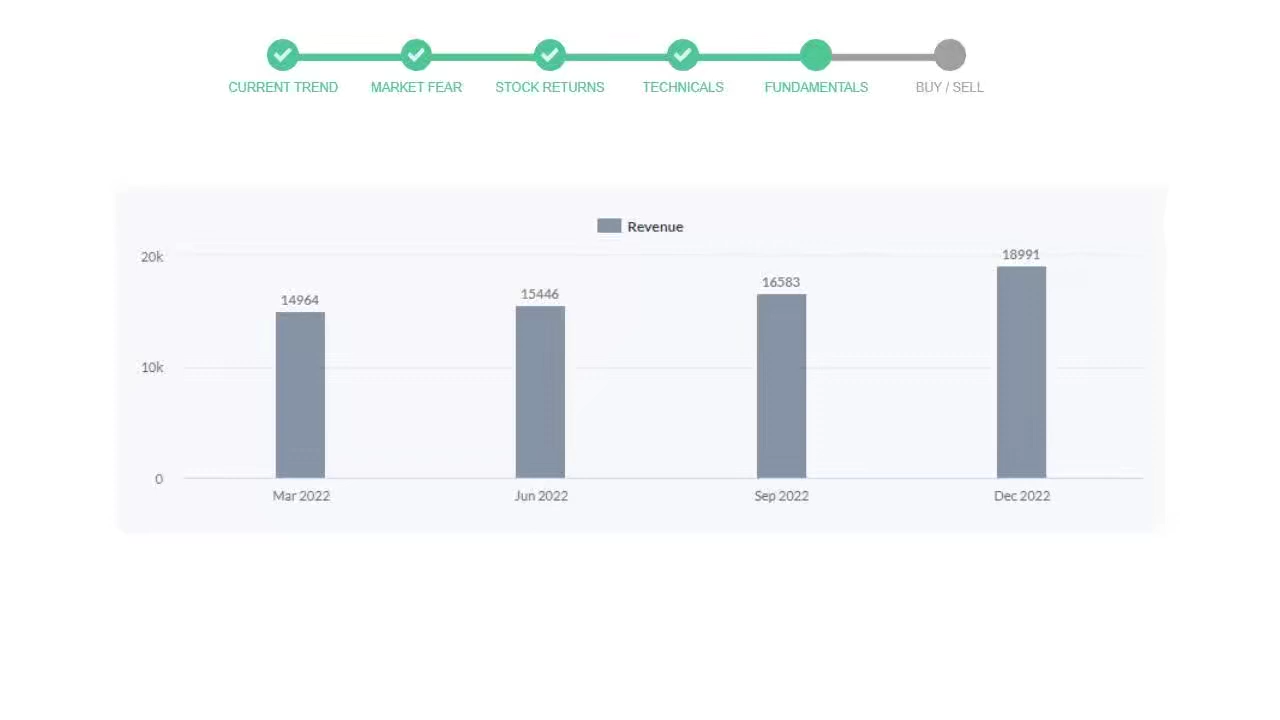 CURRENT TREND MARKET FEAR STOCK RETURNS TECHNICALS FUNDAMENTALS BUY / SELL
Revenue
20k
18991
16583
15446
14964
10k
0
Mar 2022 Jun 2022 Sep 2022 Dec 2022